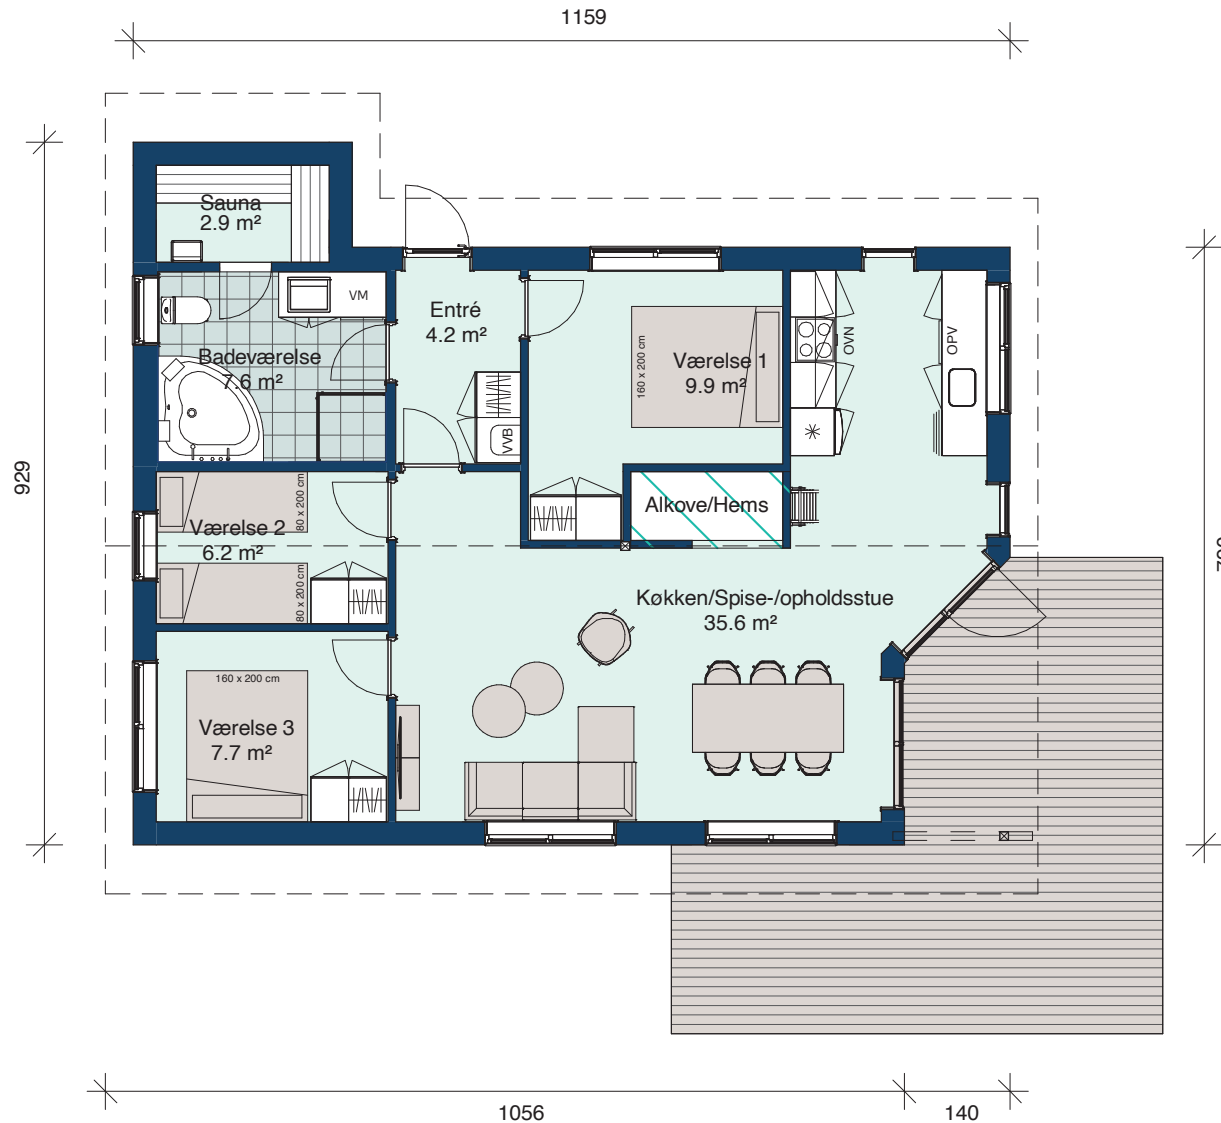 1159
Sauna
2.9 m²
VM
Entré
4.2 m²
Badeværelse
7.6 m²
160 x 200 cm
Værelse 1
9.9 m²
OVN
OPV
VVB
929
80 x 200 cm
Værelse 2
6.2 m²
80 x 200 cm
Alkove/Hems
Køkken/Spise-/opholdsstue
35.6 m²
160 x 200 cm
Værelse 3
7.7 m²
1056
140